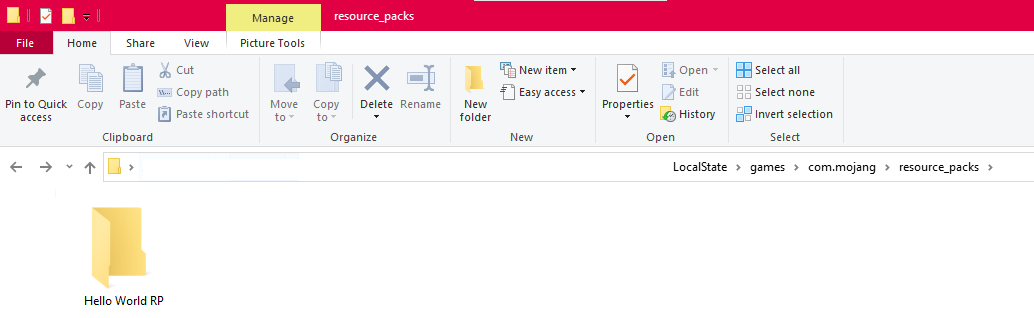 Manage
resource_packs
File
Home
Share
View
Picture Tools
Pin to Quick
access
Copy
Paste
Cut
Copy path
Paste shortcut
Clipboard
Move
to
Copy
to
Delete
Rename
Organize
New
folder
New item
Easy access
New
Properties
Open
Edit
History
Open
Select all
Select none
Invert selection
Select
LocalState
games
com.mojang
resource_packs
Hello World RP